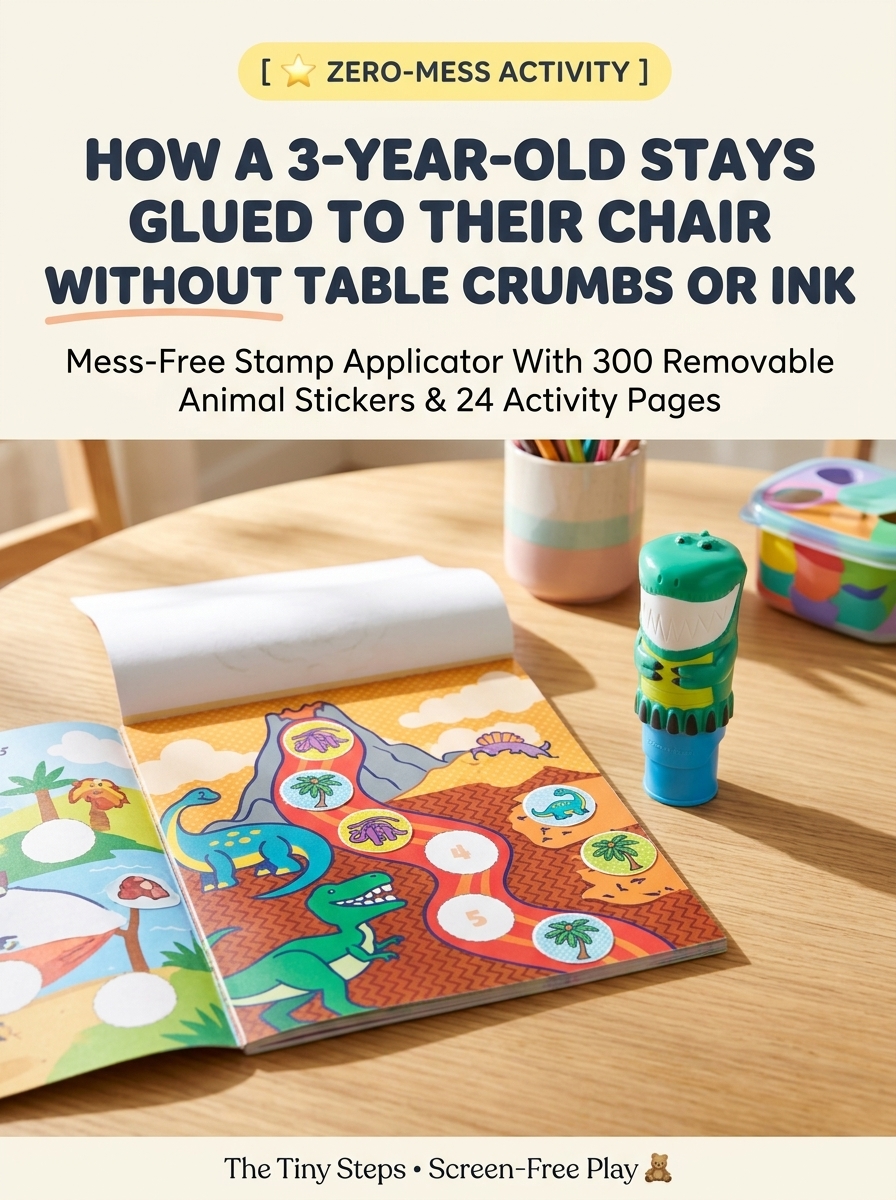 [ ⭐ ZERO-MESS ACTIVITY ]
HOW A 3-YEAR-OLD STAYS
GLUED TO THEIR CHAIR
WITHOUT TABLE CRUMBS OR INK
Mess-Free Stamp Applicator With 300 Removable
Animal Stickers & 24 Activity Pages
5
4
5
The Tiny Steps • Screen-Free Play 🧸